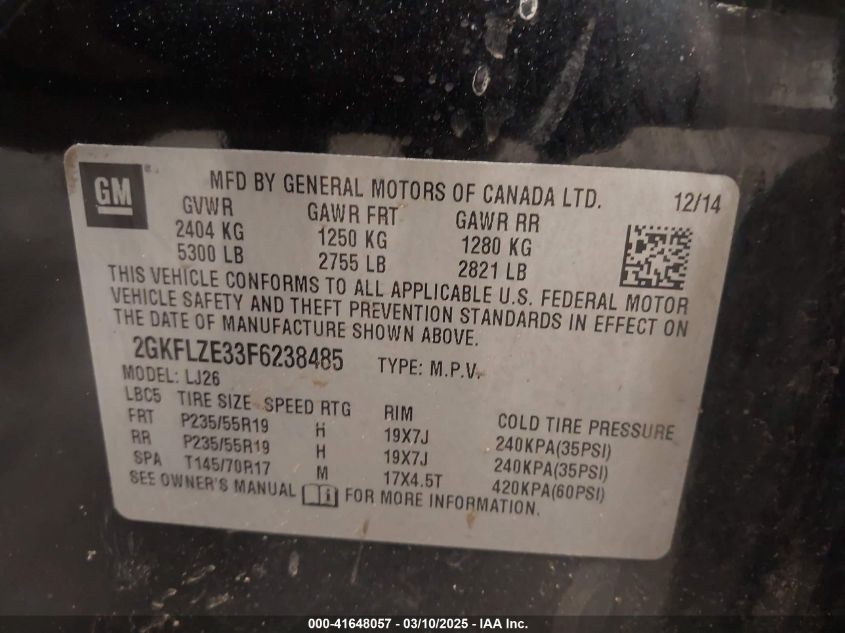 GM
MFD BY GENERAL MOTORS OF CANADA LTD. 12/14
GVWR GAWR FRT GAWR RR
2404 KG 1250 KG 1280 KG
5300 LB 2755 LB 2821 LB
THIS VEHICLE CONFORMS TO ALL APPLICABLE U.S. FEDERAL MOTOR
VEHICLE SAFETY AND THEFT PREVENTION STANDARDS IN EFFECT ON
THE DATE OF MANUFACTURE SHOWN ABOVE.
2GKFLZE33F6238485 TYPE: M.P.V.
MODEL: LJ26
LBC5 TIRE SIZE SPEED RTG RIM COLD TIRE PRESSURE
FRT P235/55R19 H 19X7J 240KPA(35PSI)
RR P235/55R19 H 19X7J 240KPA(35PSI)
SPA T145/70R17 M 17X4.5T 420KPA(60PSI)
SEE OWNER'S MANUAL FOR MORE INFORMATION.
000-41648057 - 03/10/2025 - IAA Inc.